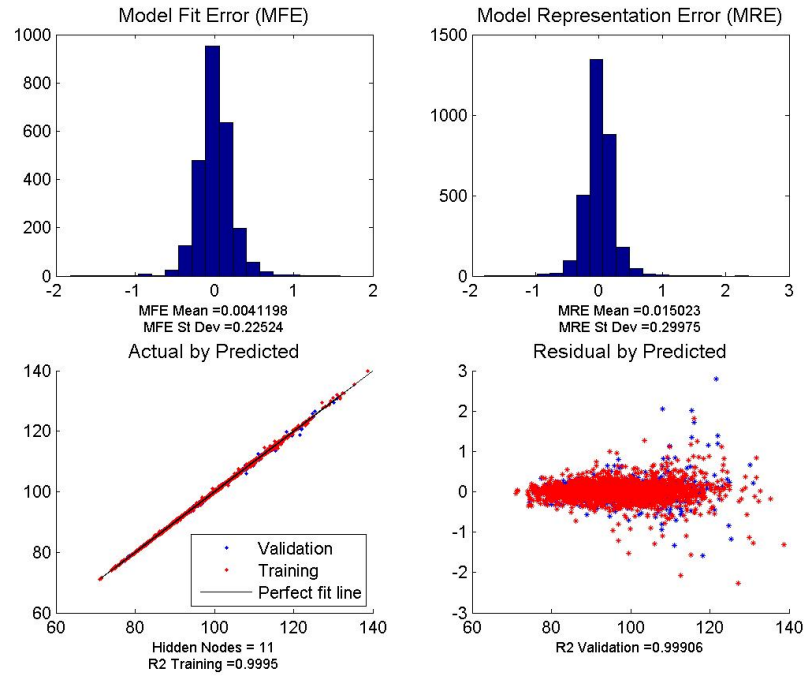 Model Fit Error (MFE)
1000
800
600
400
200
0
-2 -1 0 1 2
MFE Mean =0.0041198
MFE St Dev =0.22524
Model Representation Error (MRE)
1500
1000
500
0
-2 -1 0 1 2 3
MRE Mean =0.015023
MRE St Dev =0.29975
Actual by Predicted
140
120
100
80
60
Validation
Training
Perfect fit line
60 80 100 120 140
Hidden Nodes = 11
R2 Training =0.9995
Residual by Predicted
3
2
1
0
-1
-2
-3
60 80 100 120 140
R2 Validation =0.99906